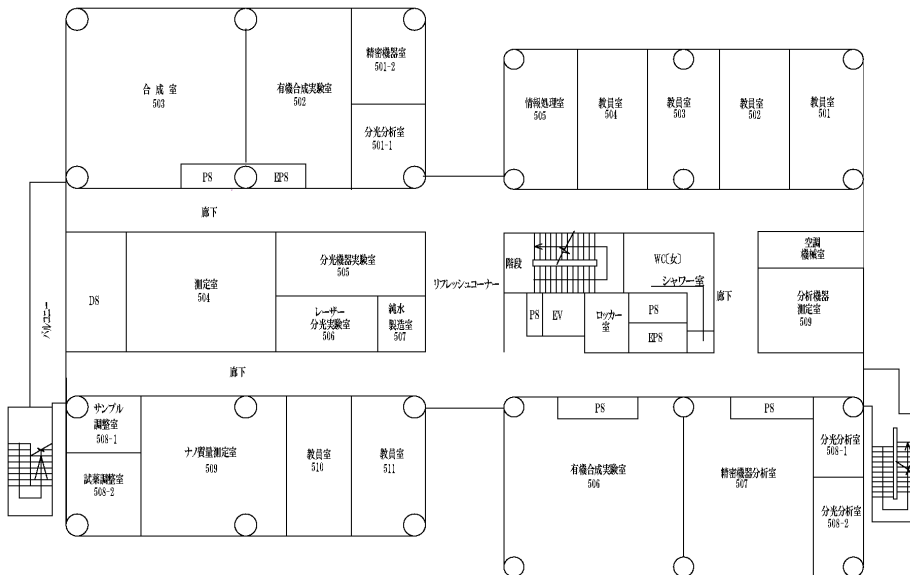 合 成 室
503
有機合成実験室
502
精密機器室
501-2
分光分析室
501-1
PS
EPS
情報処理室
505
教員室
504
教員室
503
教員室
502
教員室
501
廊下
バルコニー
DS
測定室
504
分光機器実験室
505
レーザー
分光実験室
506
純水
製造室
507
リフレッシュコーナー
階段
WC(女)
シャワー室
PS
EV
ロッカー
室
PS
EPS
廊下
空調
機械室
分析機器
測定室
509
廊下
サンプル
調整室
508-1
試薬調整室
508-2
ナノ質量測定室
509
教員室
510
教員室
511
PS
有機合成実験室
506
PS
精密機器分析室
507
分光分析室
508-1
分光分析室
508-2